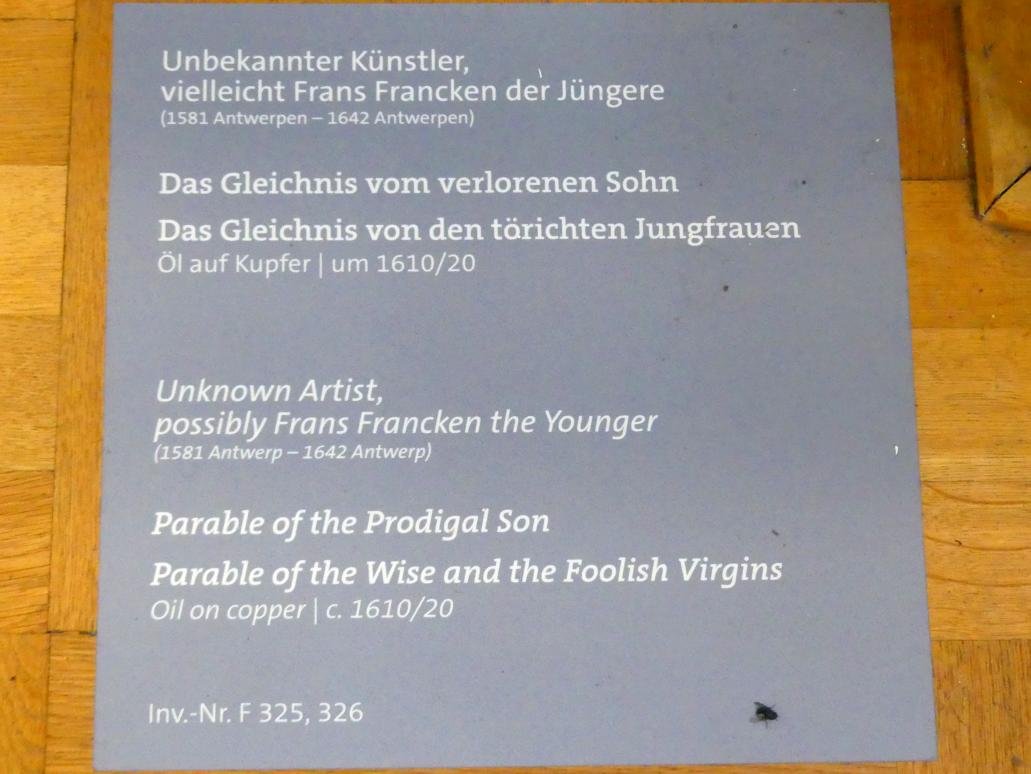 Unbekannter Künstler,
vielleicht Frans Francken der Jüngere
(1581 Antwerpen – 1642 Antwerpen)
Das Gleichnis vom verlorenen Sohn
Das Gleichnis von den törichten Jungfrauen
Öl auf Kupfer | um 1610/20
Unknown Artist,
possibly Frans Francken the Younger
(1581 Antwerp – 1642 Antwerp)
Parable of the Prodigal Son
Parable of the Wise and the Foolish Virgins
Oil on copper | c. 1610/20
Inv.-Nr. F 325, 326